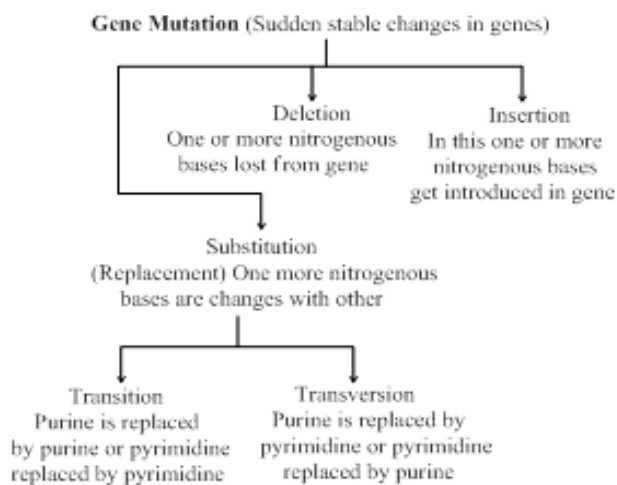 Gene Mutation (Sudden stable changes in genes)
Deletion
One or more nitrogenous
bases lost from gene
Insertion
In this one or more
nitrogenous bases
get introduced in gene
Substitution
(Replacement) One more nitrogenous
bases are changes with other
Transition
Purine is replaced
by purine or pyrimidine
replaced by pyrimidine
Transversion
Purine is replaced by
pyrimidine or pyrimidine
replaced by purine